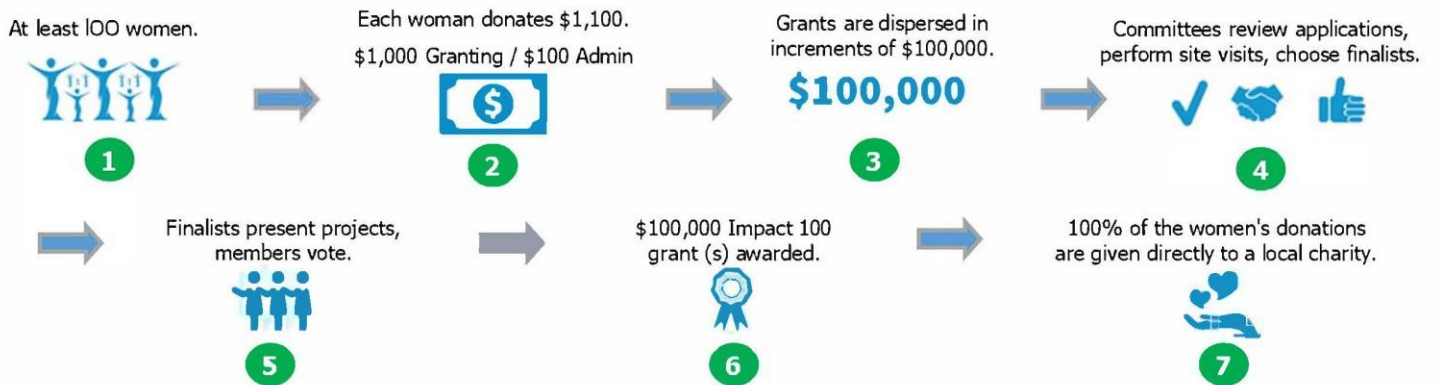 At least lOO women.
1
Each woman donates $1,100.
$1,000 Granting / $100 Admin
2
Grants are dispersed in
increments of $100,000.
$100,000
3
Committees review applications,
perform site visits, choose finalists.
4
Finalists present projects,
members vote.
5
$100,000 Impact 100
grant (s) awarded.
6
100% of the women's donations
are given directly to a local charity.
7